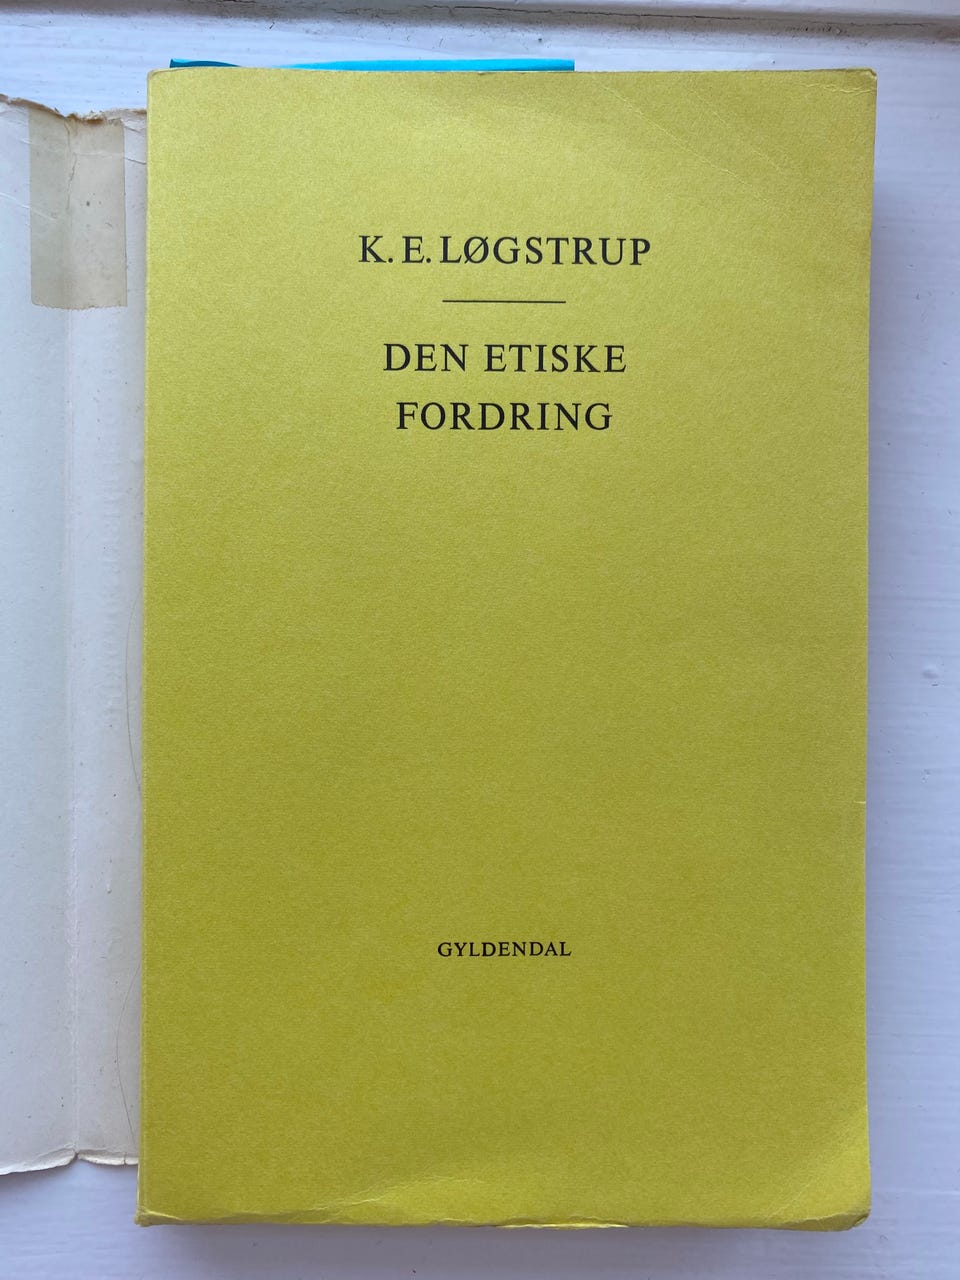 K. E. LØGSTRUP
DEN ETISKE
FORDRING
GYLDENDAL